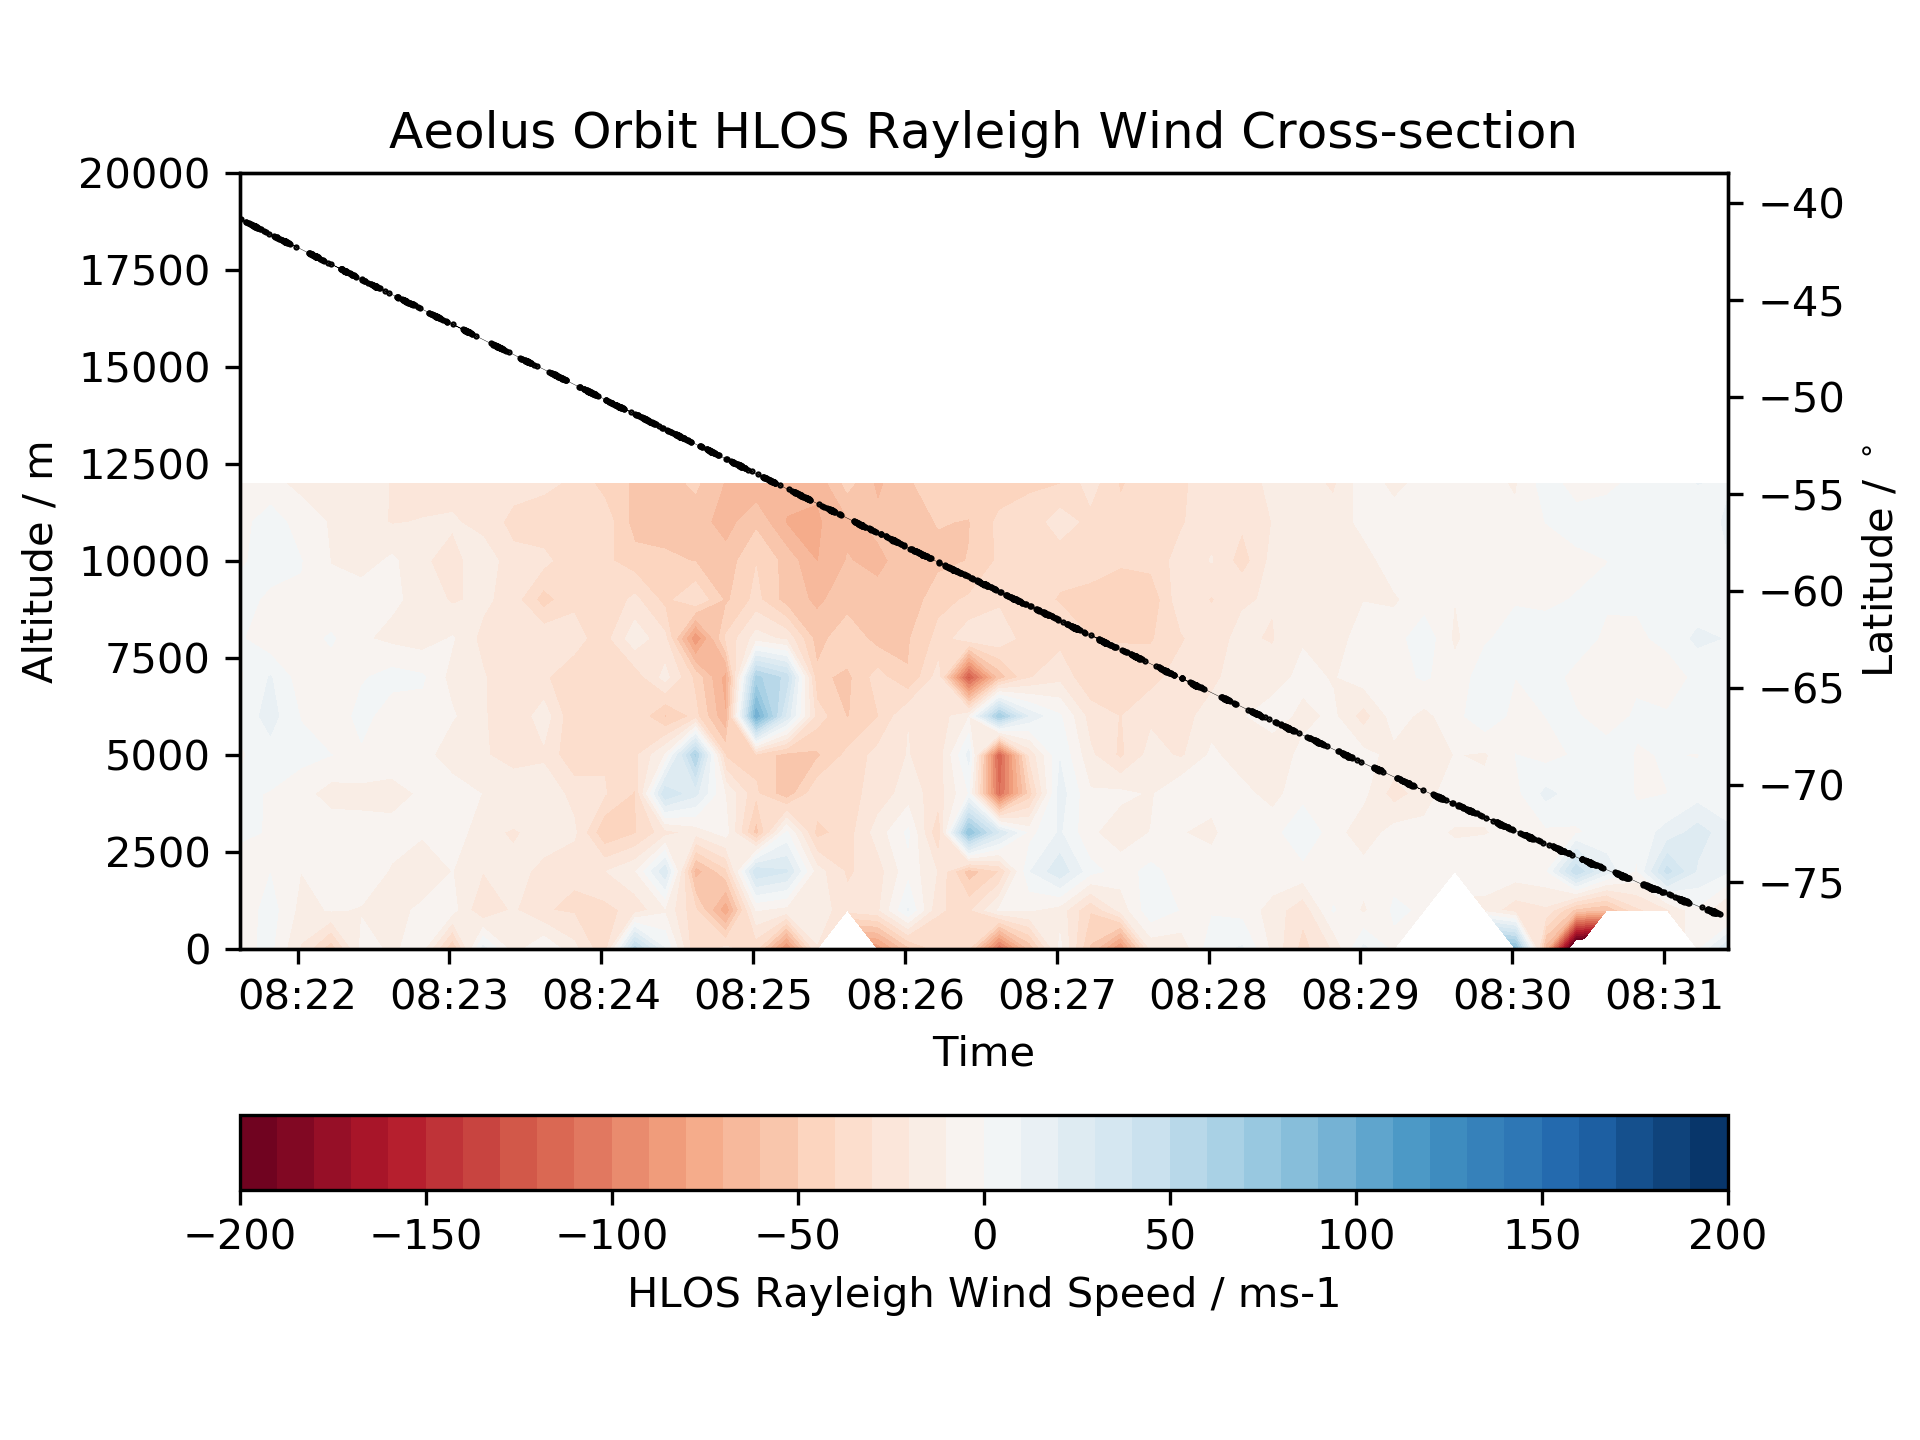 Aeolus Orbit HLOS Rayleigh Wind Cross-section
20000
17500
15000
12500
10000
7500
5000
2500
0
Altitude / m
−40
−45
−50
−55
−60
−65
−70
−75
Latitude / °
08:22 08:23 08:24 08:25 08:26 08:27 08:28 08:29 08:30 08:31
Time
−200 −150 −100 −50 0 50 100 150 200
HLOS Rayleigh Wind Speed / ms-1